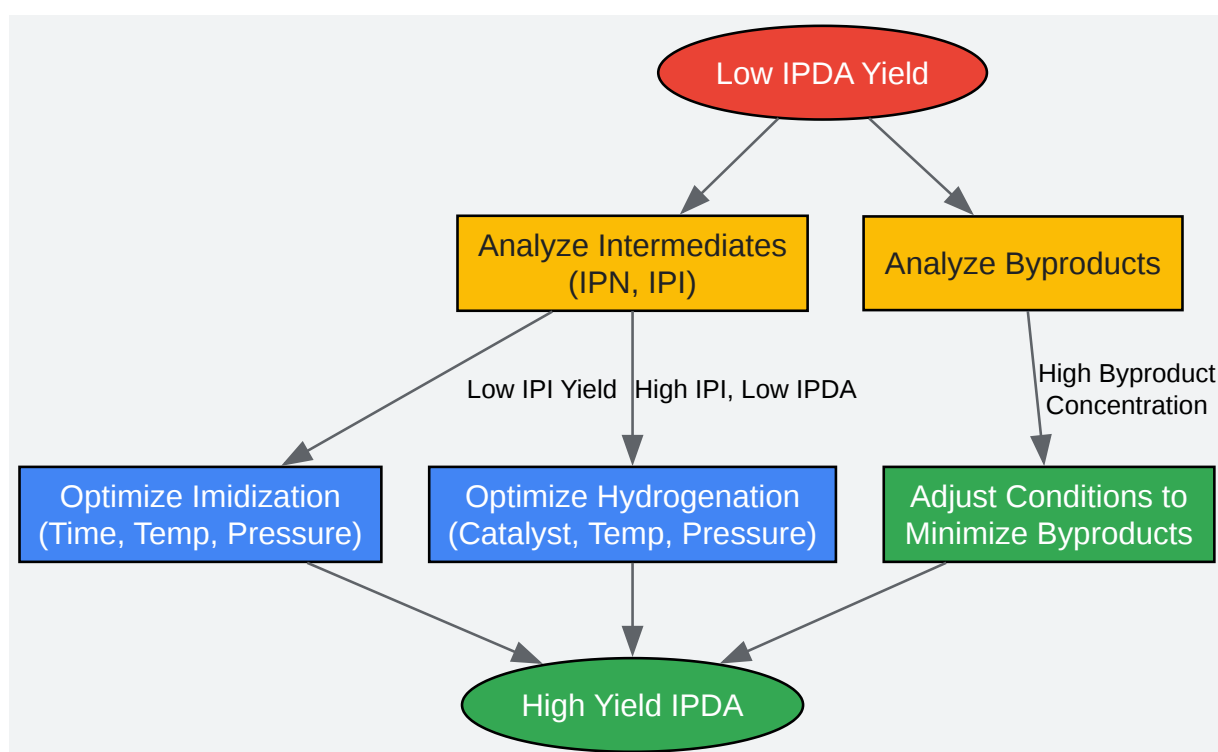 Low IPDA Yield
Analyze Intermediates
(IPN, IPI)
Analyze Byproducts
Low IPI Yield
High IPI, Low IPDA
High Byproduct
Concentration
Optimize Imidization
(Time, Temp, Pressure)
Optimize Hydrogenation
(Catalyst, Temp, Pressure)
Adjust Conditions to
Minimize Byproducts
High Yield IPDA